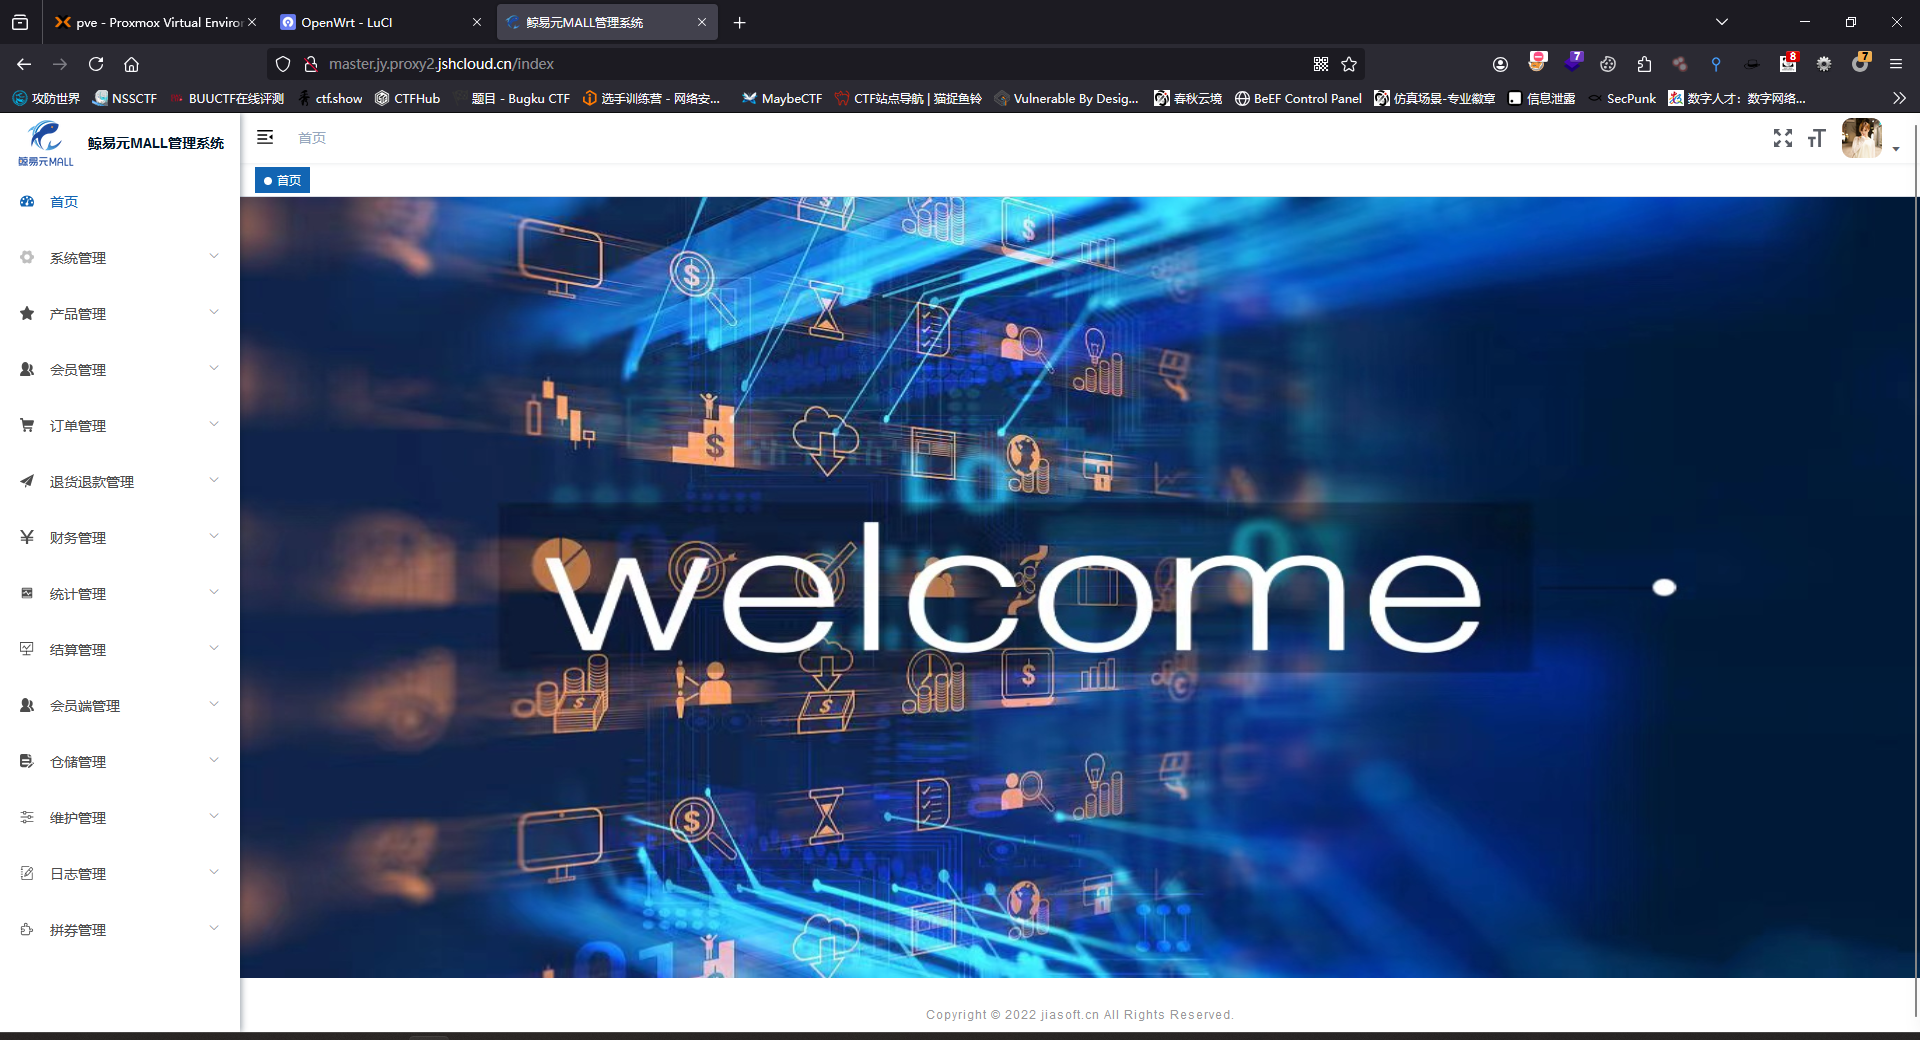 pve - Proxmox Virtual Enviror
OpenWrt - LuCI
鲸易元MALL管理系统
master.jy.proxy2.jshcloud.cn/index
7
8
7
攻防世界
NSSCTF
BUUCTF在线评测
ctf.show
CTFHub
题目 - Bugku CTF
选手训练营 - 网络安...
MaybeCTF
CTF站点导航 | 猫捉鱼铃
Vulnerable By Desig...
春秋云境
BeEF Control Panel
仿真场景-专业徽章
信息泄露
SecPunk
数字人才：数字网络...
鲸易元MALL
鲸易元MALL管理系统
首页
首页
首页
系统管理
产品管理
会员管理
订单管理
退货退款管理
财务管理
统计管理
结算管理
会员端管理
仓储管理
维护管理
日志管理
拼券管理
welcome
Copyright © 2022 jiasoft.cn All Rights Reserved.